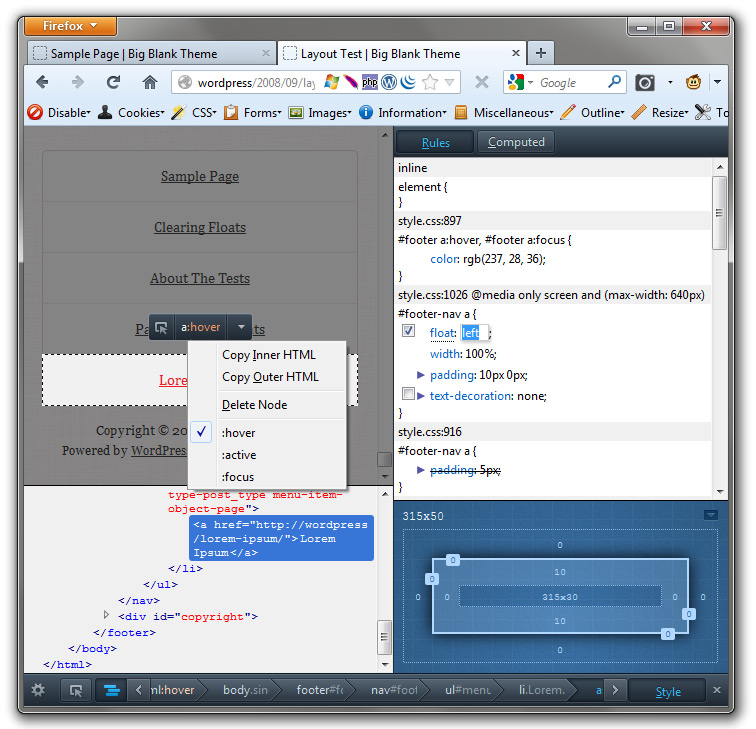 Firefox
Sample Page | Big Blank Theme
Layout Test | Big Blank Theme
wordpress/2008/09/lay
php
Google
Disable
Cookies
CSS
Forms
Images
Information
Miscellaneous
Outline
Resize
To
Sample Page
Clearing Floats
About The Tests
Pa
ts
a:hover
Lore
Copy Inner HTML
Copy Outer HTML
Delete Node
:hover
:active
:focus
Copyright © 20
Powered by WordPress
type-post_type menu-item-
object-page">
<a href="http://wordpress
/lorem-ipsum/">Lorem
Ipsum</a>
</li>
</ul>
</nav>
<div id="copyright">
</footer>
</body>
</html>
Rules
Computed
inline
element {
}
style.css:897
#footer a:hover, #footer a:focus {
color: rgb(237, 28, 36);
}
style.css:1026 @media only screen and (max-width: 640px)
#footer-nav a {
float: left;
width: 100%;
padding: 10px 0px;
text-decoration: none;
}
style.css:916
#footer-nav a {
padding: 5px;
}
315x50
0
0
10
0
0 0 315x30 0 0
10
0
0
0
ml:hover
body.sin
footer#fo
nav#foot
ul#menu
li.Lorem.
a
Style